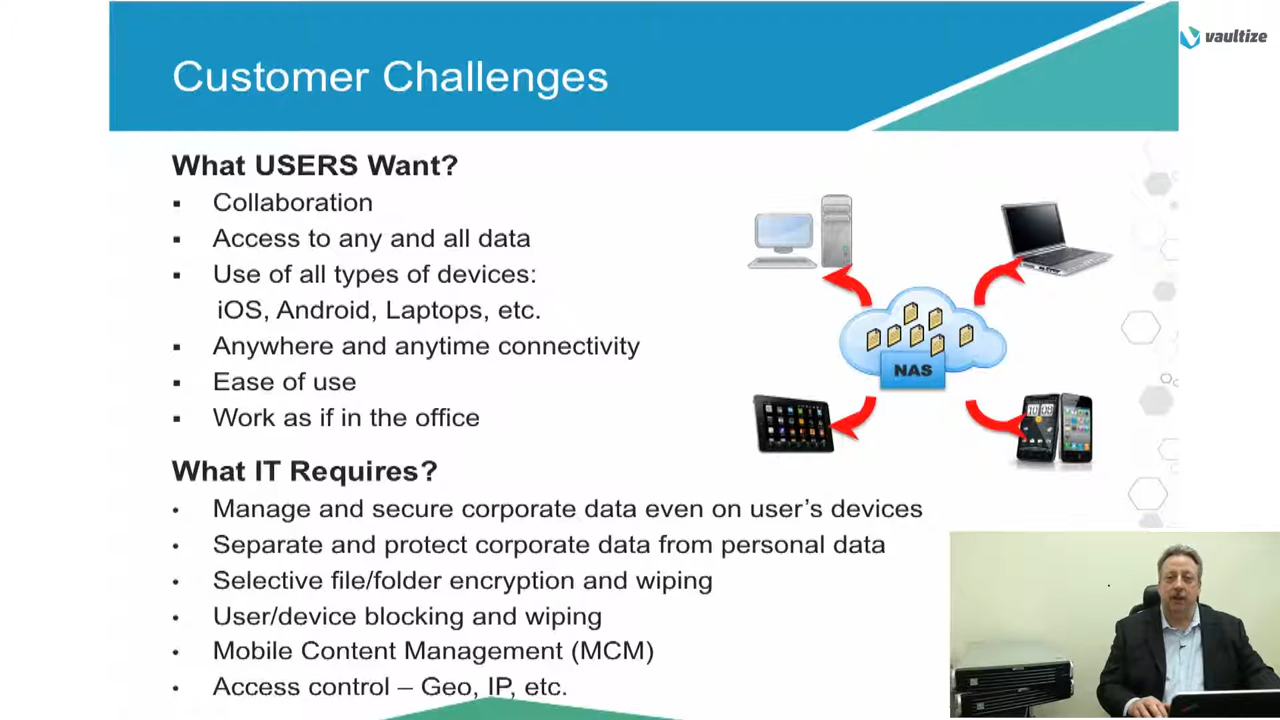 vaultize
Customer Challenges
What USERS Want?
▪ Collaboration
▪ Access to any and all data
▪ Use of all types of devices:
iOS, Android, Laptops, etc.
▪ Anywhere and anytime connectivity
▪ Ease of use
▪ Work as if in the office
NAS
What IT Requires?
• Manage and secure corporate data even on user’s devices
• Separate and protect corporate data from personal data
• Selective file/folder encryption and wiping
• User/device blocking and wiping
• Mobile Content Management (MCM)
• Access control – Geo, IP, etc.